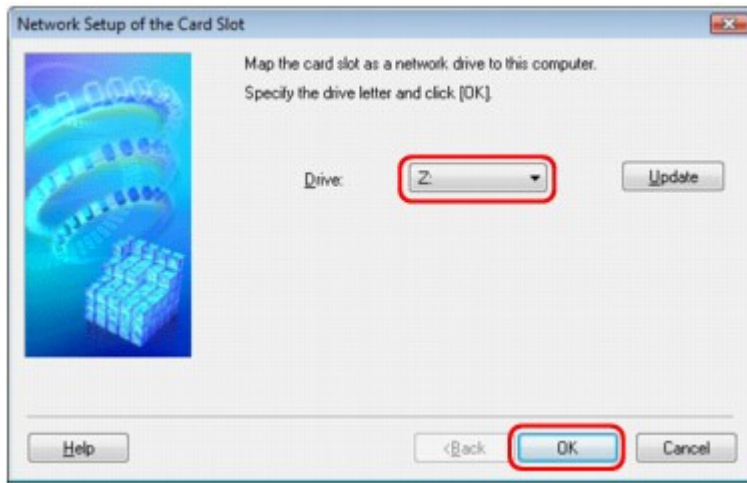 Network Setup of the Card Slot
Map the card slot as a network drive to this computer.
Specify the drive letter and click [OK].
Drive:
Z:
Update
Help
<Back
OK
Cancel